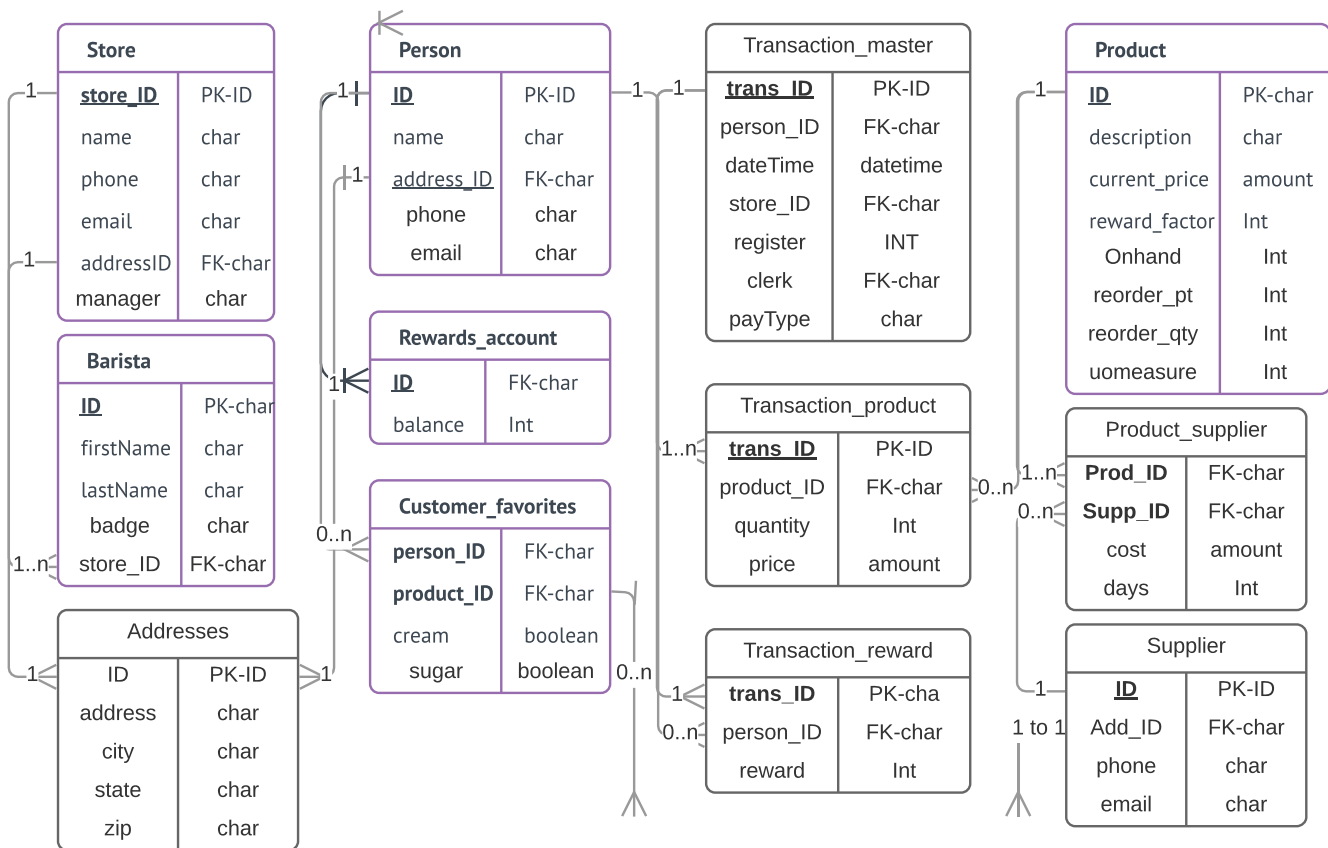 Store
store_ID PK-ID
name char
phone char
email char
addressID FK-char
manager char
1
1
Barista
ID PK-char
firstName char
lastName char
badge char
store_ID FK-char
1..n
Addresses
ID PK-ID
address char
city char
state char
zip char
1
1
Person
ID PK-ID
name char
address_ID FK-char
phone char
email char
1
1
1
Rewards_account
ID FK-char
balance Int
1
Customer_favorites
person_ID FK-char
product_ID FK-char
cream boolean
sugar boolean
0..n
0..n
Transaction_master
trans_ID PK-ID
person_ID FK-char
dateTime datetime
store_ID FK-char
register INT
clerk FK-char
payType char
1
Transaction_product
trans_ID PK-ID
product_ID FK-char
quantity Int
price amount
1..n
0..n
Transaction_reward
trans_ID PK-cha
person_ID FK-char
reward Int
1
0..n
Product
ID PK-char
description char
current_price amount
reward_factor Int
Onhand Int
reorder_pt Int
reorder_qty Int
uomeasure Int
1
Product_supplier
Prod_ID FK-char
Supp_ID FK-char
cost amount
days Int
1..n
0..n
Supplier
ID PK-ID
Add_ID FK-char
phone char
email char
1
1 to 1